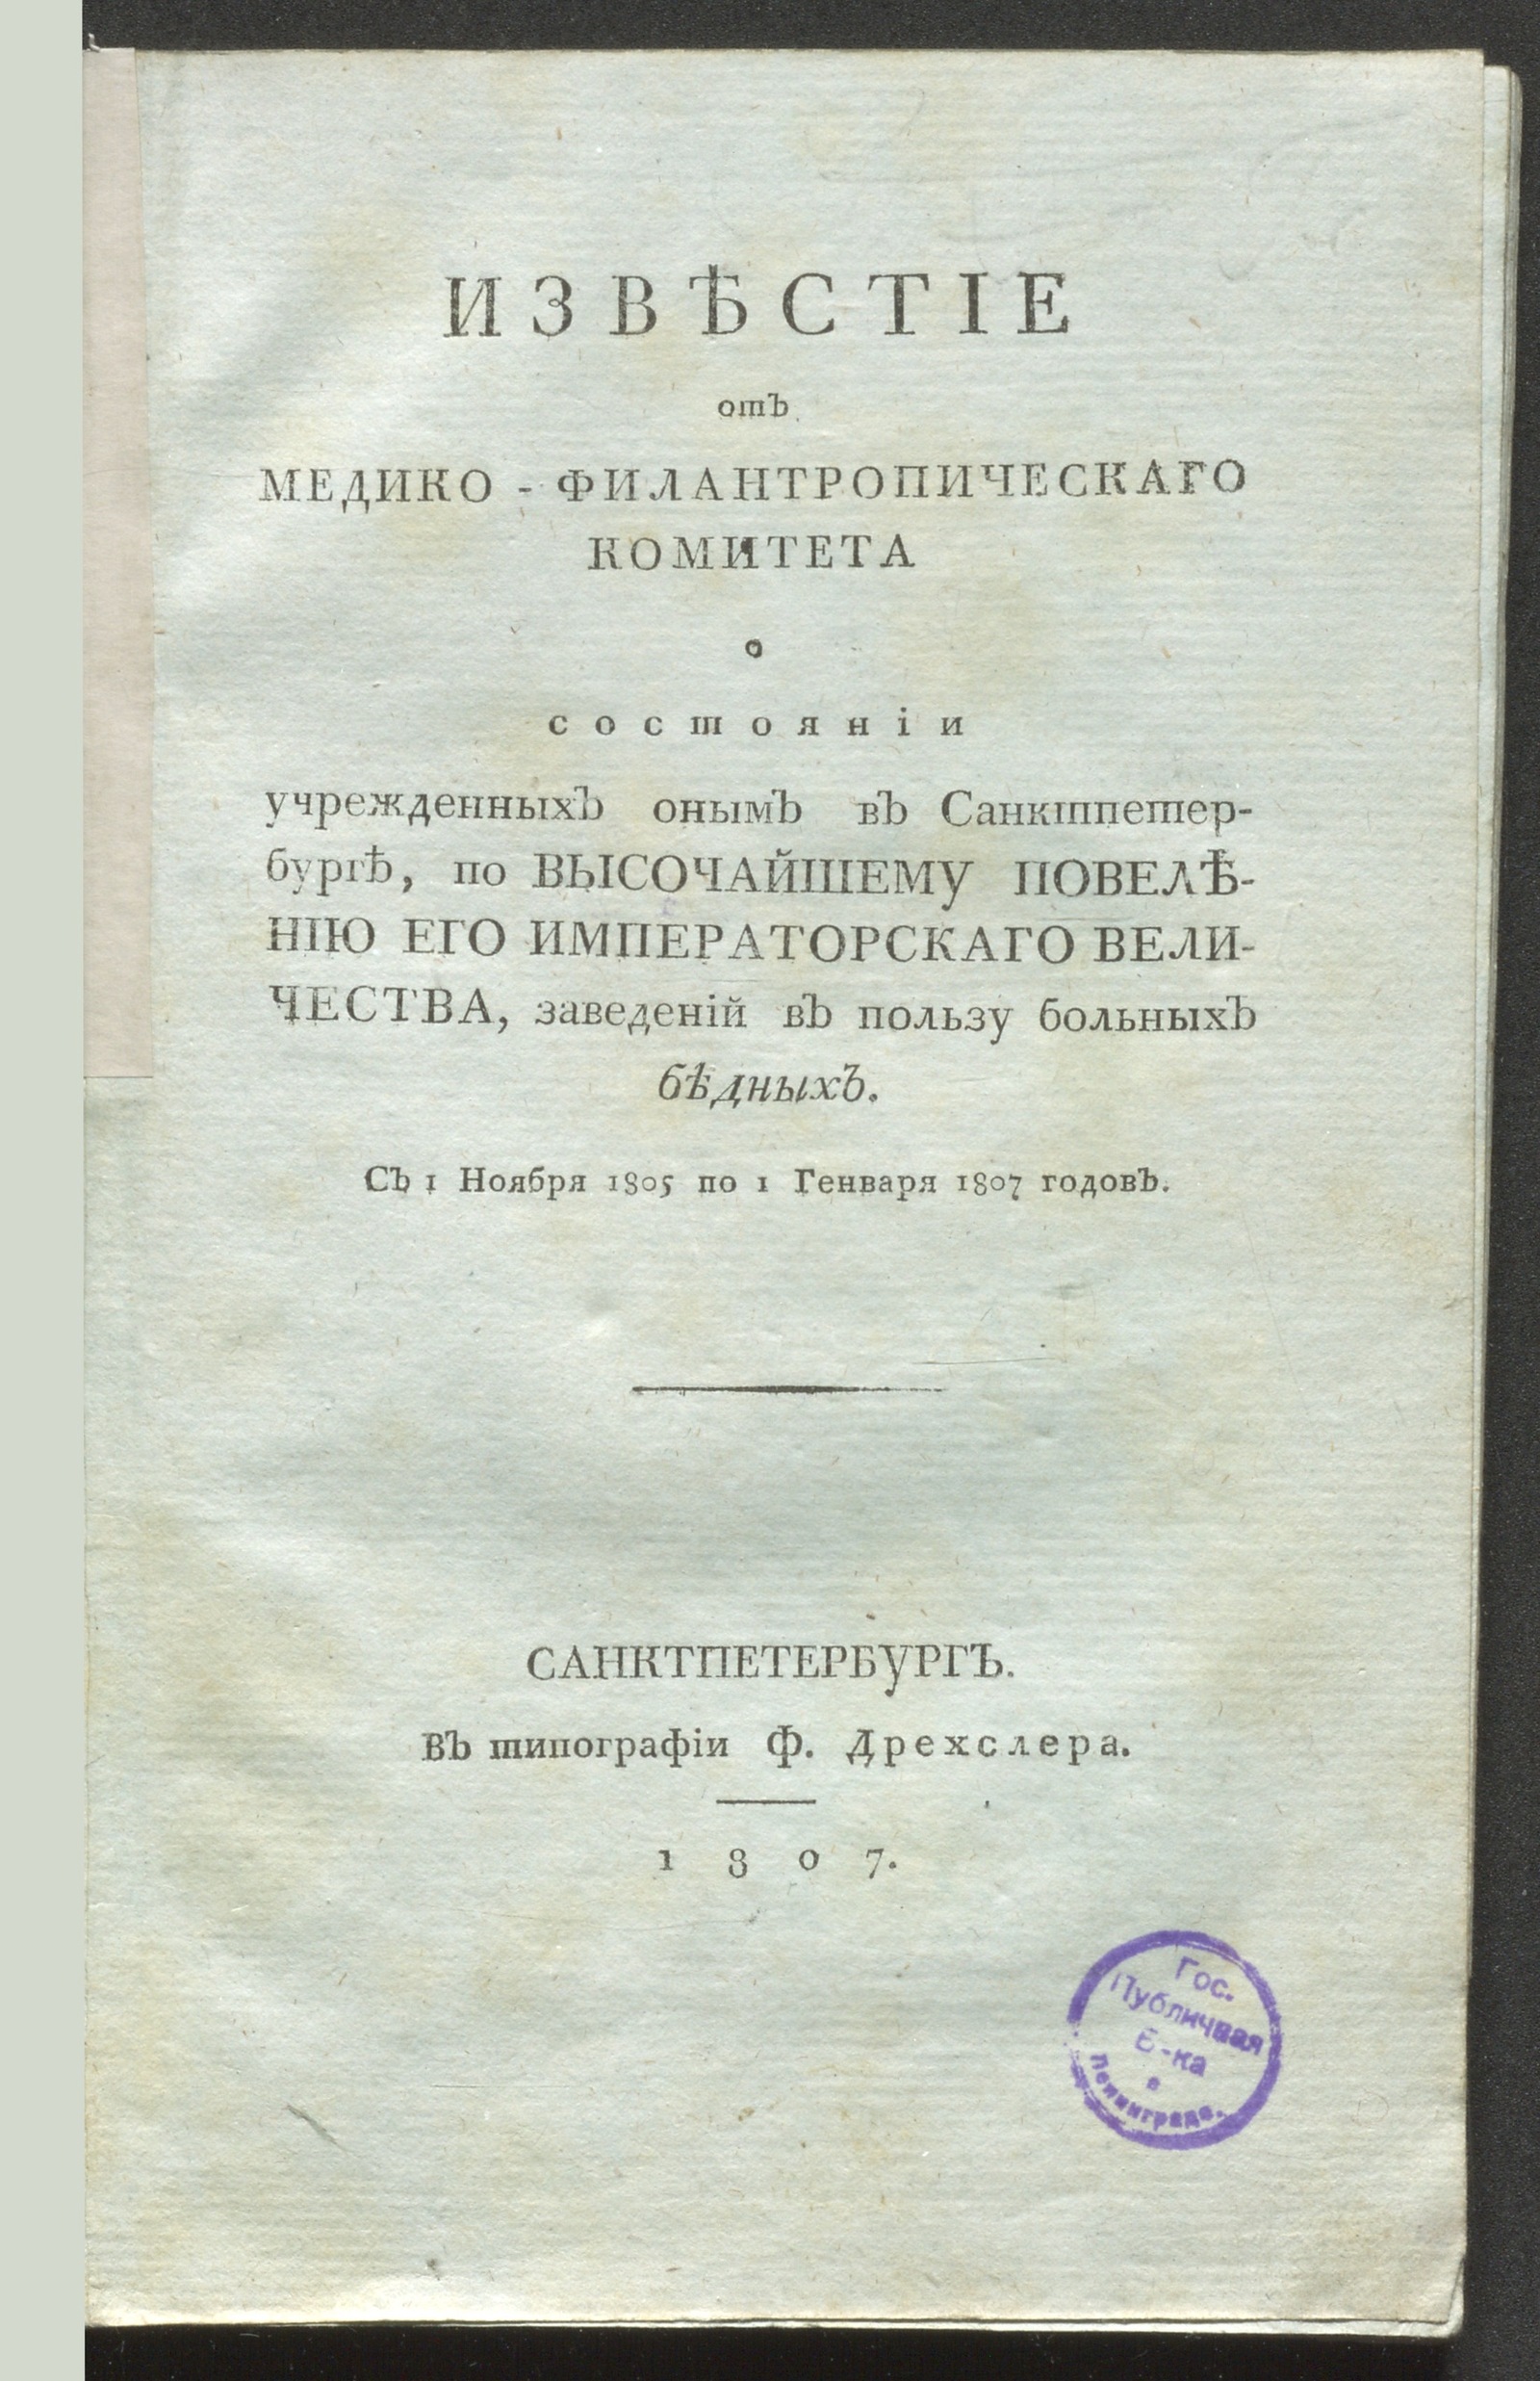 ИЗВѢСТІЕ
отъ
МЕДИКО - ФИЛАНТРОПИЧЕСКАГО
КОМИТЕТА
о
состояніи
учрежденныхъ онымъ въ Санктпетер-
бургѣ, по ВЫСОЧАЙШЕМУ ПОВЕЛѢ-
НІЮ ЕГО ИМПЕРАТОРСКАГО ВЕЛИ-
ЧЕСТВА, заведеній въ пользу больныхъ
бѣдныхъ.
Съ 1 Ноября 1805 по 1 Генваря 1807 годовъ.
САНКТПЕТЕРБУРГЪ.
Въ типографіи Ф. Дрехслера.
1807.
Гос.
Публичная
Б-ка
в
Ленинграде.